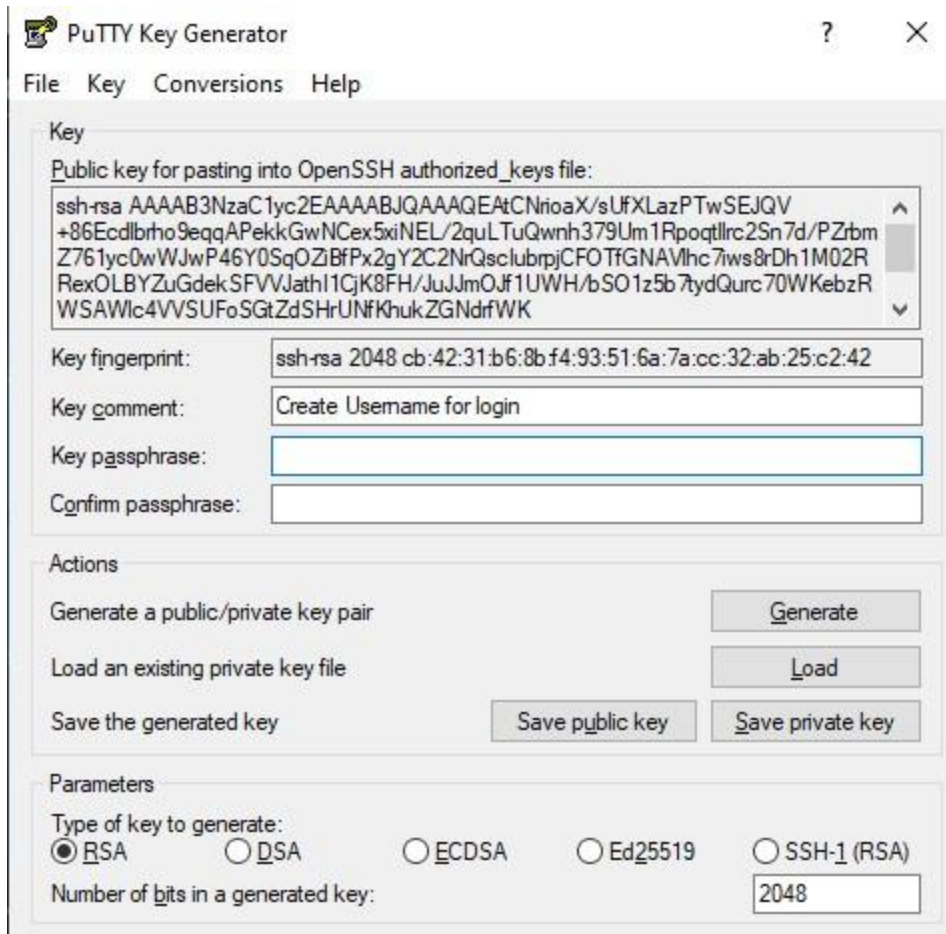 PuTTY Key Generator ? ×
File Key Conversions Help
Key
Public key for pasting into OpenSSH authorized_keys file:
ssh-rsa AAAAB3NzaC1yc2EAAAABJQAAAQEAtCNrioaX/sUfXLazPTwSEJQV
+86Ecdlbrho9eqqAPekkGwNCex5xiNEL/2quLTuQwnh379Um1Rpoqtllrc2Sn7d/PZrbm
Z761yc0wWJwP46Y0SqOZiBfPx2gY2C2NrQsclubrpjCFOTfGNAVlhc7iws8rDh1M02R
RexOLBYZuGdekSFVVJathI1CjK8FH/JuJJmOJf1UWH/bSO1z5b7tydQurc70WKebzR
WSAWlc4VVSUFoSGtZdSHrUNfKhukZGNdrfWK
Key fingerprint: ssh-rsa 2048 cb:42:31:b6:8b:f4:93:51:6a:7a:cc:32:ab:25:c2:42
Key comment: Create Username for login
Key passphrase:
Confirm passphrase:
Actions
Generate a public/private key pair Generate
Load an existing private key file Load
Save the generated key Save public key Save private key
Parameters
Type of key to generate:
RSA DSA ECDSA Ed25519 SSH-1 (RSA)
Number of bits in a generated key: 2048